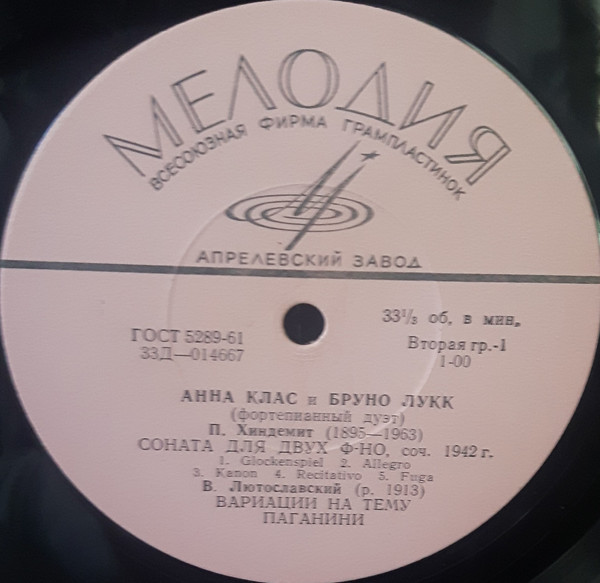 МЕЛОДИЯ
ВСЕСОЮЗНАЯ ФИРМА ГРАМПЛАСТИНОК
АПРЕЛЕВСКИЙ ЗАВОД
ГОСТ 5289-61
33Д—014667
33⅓ об, в мин.
Вторая гр.-1
1-00
АННА КЛАС и БРУНО ЛУКК
(фортепианный дуэт)
П. Хиндемит (1895—1963)
СОНАТА ДЛЯ ДВУХ Ф-НО, соч. 1942 г.
1. Glockenspiel 2. Allegro
3. Kanon 4. Recitativo 5. Fuga
В. Лютославский (р. 1913)
ВАРИАЦИИ НА ТЕМУ
ПАГАНИНИ